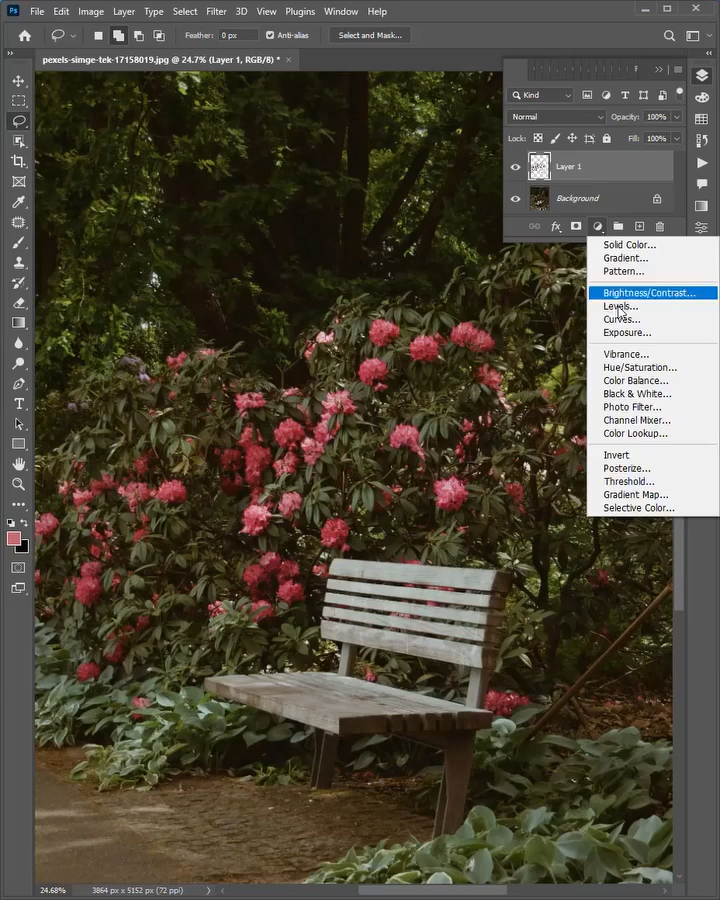 Ps File Edit Image Layer Type Select Filter 3D View Plugins Window Help
Feather: 0 px Anti-alias Select and Mask...
pexels-simge-tek-17158019.jpg @ 24.7% (Layer 1, RGB/8) *
Kind
Normal Opacity: 100%
Lock: Fill: 100%
Layer 1
Background
fx
Solid Color...
Gradient...
Pattern...
Brightness/Contrast...
Levels...
Curves...
Exposure...
Vibrance...
Hue/Saturation...
Color Balance...
Black & White...
Photo Filter...
Channel Mixer...
Color Lookup...
Invert
Posterize...
Threshold...
Gradient Map...
Selective Color...
24.68% 3864 px x 5152 px (72 ppi)